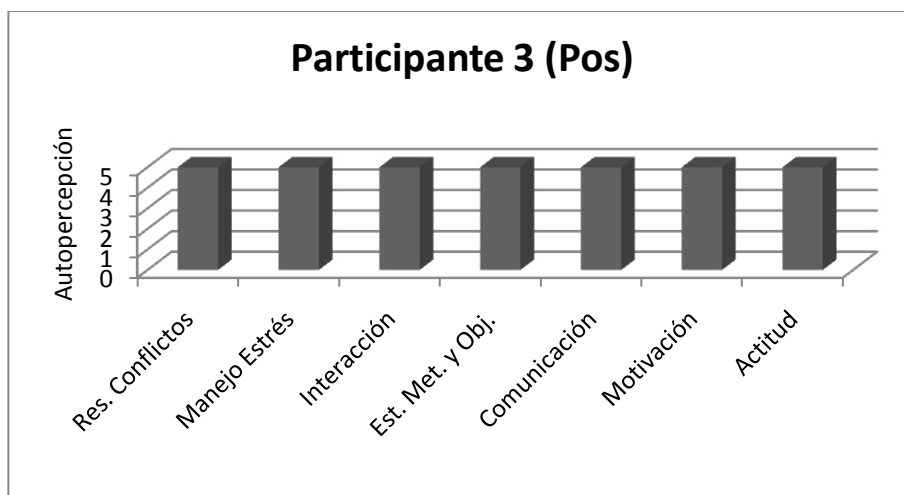 Participante 3 (Pos)
Autopercepción
5
4
3
2
1
0
Res. Conflictos
Manejo Estrés
Interacción
Est. Met. y Obj.
Comunicación
Motivación
Actitud